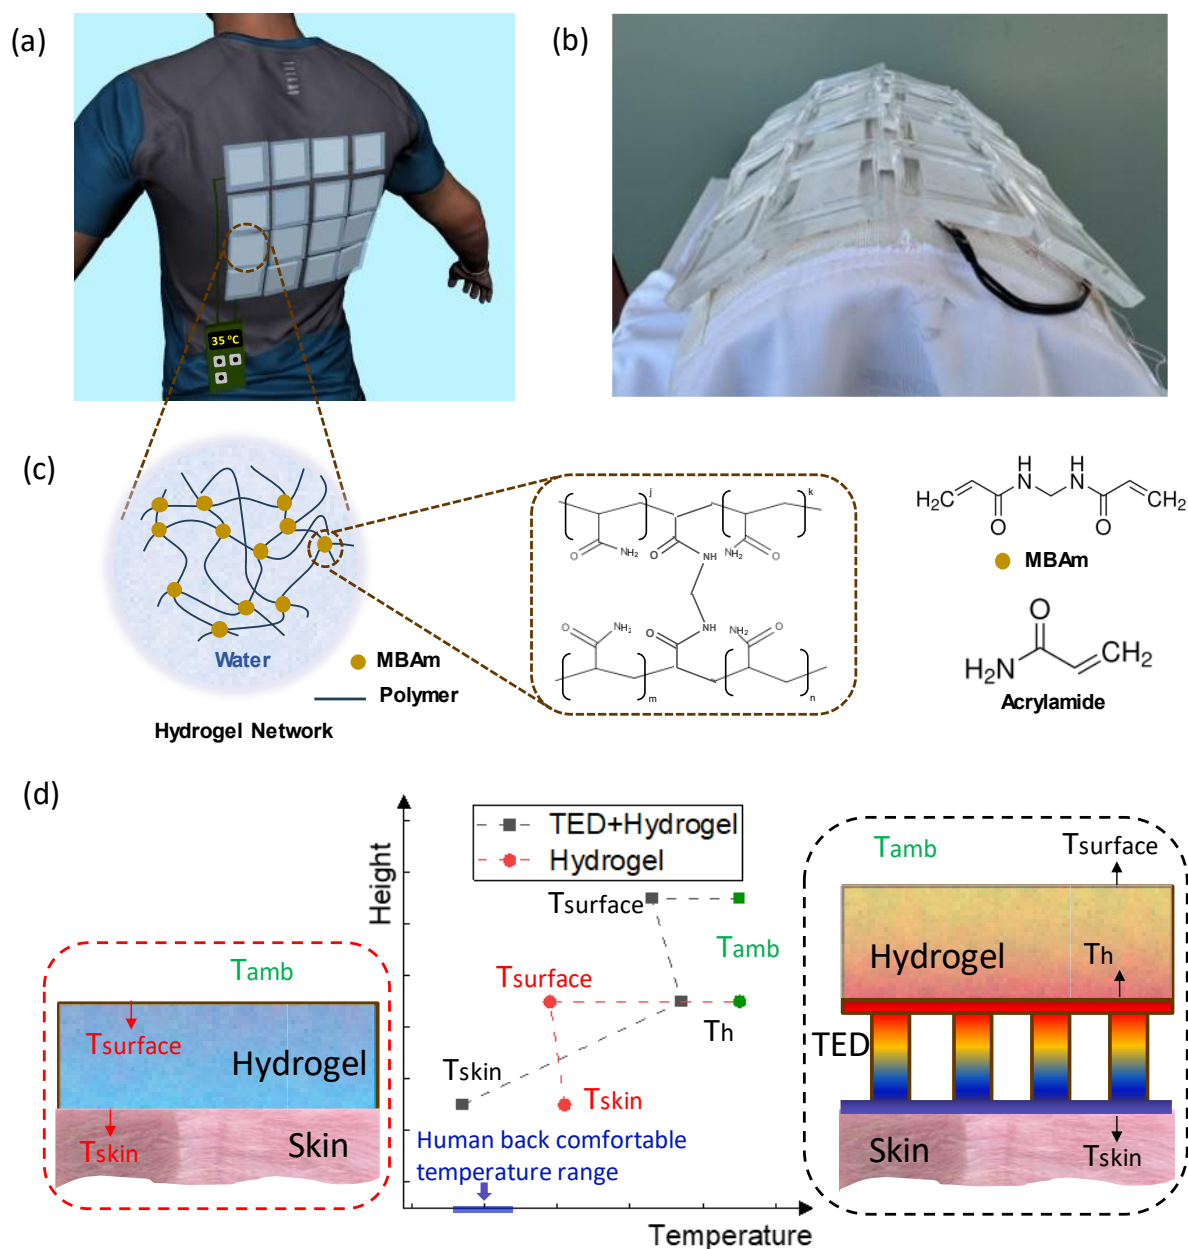 (a)
(b)
35 °C
(c)
Water
MBAm
Polymer
Hydrogel Network
j
k
O
NH₂
O
NH
NH₂
O
O
NH₂
O
NH
NH₂
O
m
n
H₂C
O
H
N
H
N
O
CH₂
MBAm
O
H₂N
CH₂
Acrylamide
(d)
Height
TED+Hydrogel
Hydrogel
Tsurface
Tamb
Tsurface
Th
Tskin
Tskin
Human back comfortable
temperature range
Temperature
Tamb
Tsurface
Hydrogel
Tskin
Skin
Tamb
Tsurface
Hydrogel
Th
TED
Skin
Tskin